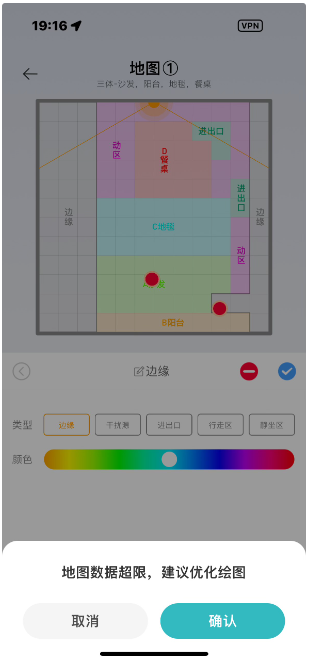 19:16
VPN
地图①
三体-沙发，阳台、地毯，餐桌
进出口
动区
D餐桌
进出口
边缘
边缘
C地毯
动区
B阳台
边缘
类型
边缘
干扰源
进出口
行走区
静坐区
颜色
地图数据超限，建议优化绘图
取消
确认